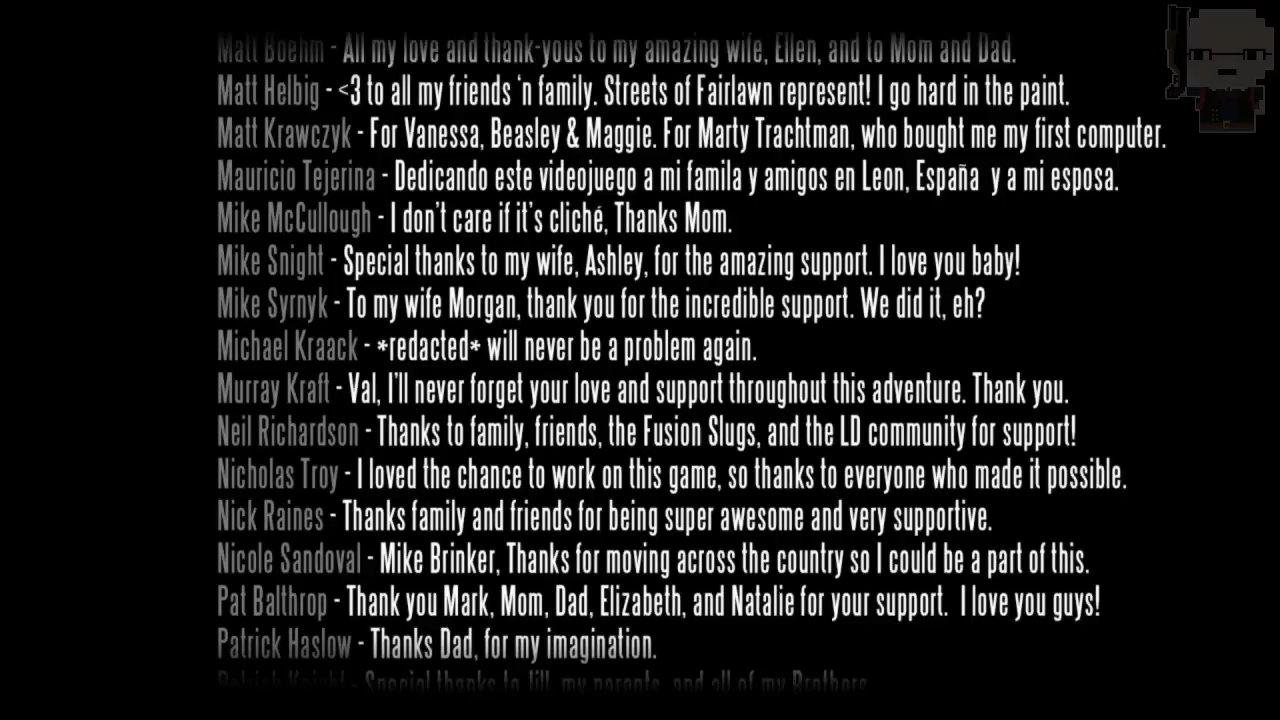 Matt Boehm - All my love and thank-yous to my amazing wife, Ellen, and to Mom and Dad.
Matt Helbig - <3 to all my friends ‘n family. Streets of Fairlawn represent! I go hard in the paint.
Matt Krawczyk - For Vanessa, Beasley & Maggie. For Marty Trachtman, who bought me my first computer.
Mauricio Tejerina - Dedicando este videojuego a mi famila y amigos en Leon, España  y a mi esposa.
Mike McCullough - I don’t care if it’s cliché, Thanks Mom.
Mike Snight - Special thanks to my wife, Ashley, for the amazing support. I love you baby!
Mike Syrnyk - To my wife Morgan, thank you for the incredible support. We did it, eh?
Michael Kraack - *redacted* will never be a problem again.
Murray Kraft - Val, I’ll never forget your love and support throughout this adventure. Thank you.
Neil Richardson - Thanks to family, friends, the Fusion Slugs, and the LD community for support!
Nicholas Troy - I loved the chance to work on this game, so thanks to everyone who made it possible.
Nick Raines - Thanks family and friends for being super awesome and very supportive.
Nicole Sandoval - Mike Brinker, Thanks for moving across the country so I could be a part of this.
Pat Balthrop - Thank you Mark, Mom, Dad, Elizabeth, and Natalie for your support.  I love you guys!
Patrick Haslow - Thanks Dad, for my imagination.
Special thanks to Jill, my parents, and all of my Brothers